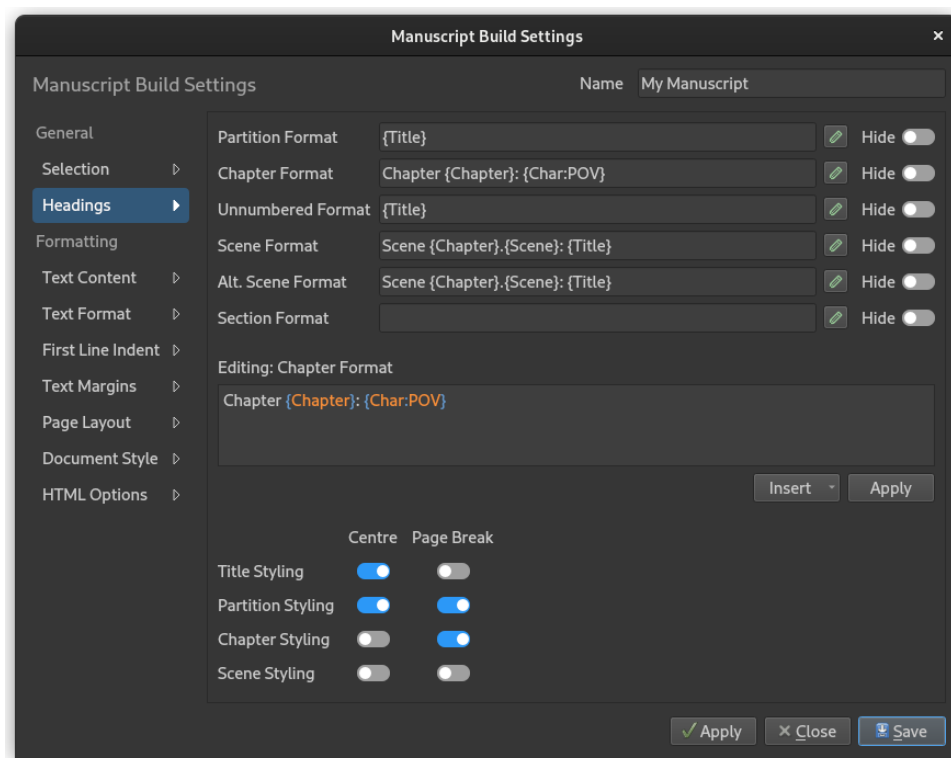 Manuscript Build Settings
Manuscript Build Settings
Name My Manuscript
General
Selection
Headings
Formatting
Text Content
Text Format
First Line Indent
Text Margins
Page Layout
Document Style
HTML Options
Partition Format {Title} Hide
Chapter Format Chapter {Chapter}: {Char:POV} Hide
Unnumbered Format {Title} Hide
Scene Format Scene {Chapter}.{Scene}: {Title} Hide
Alt. Scene Format Scene {Chapter}.{Scene}: {Title} Hide
Section Format Hide
Editing: Chapter Format
Chapter {Chapter}: {Char:POV}
Insert Apply
Centre Page Break
Title Styling
Partition Styling
Chapter Styling
Scene Styling
Apply Close Save